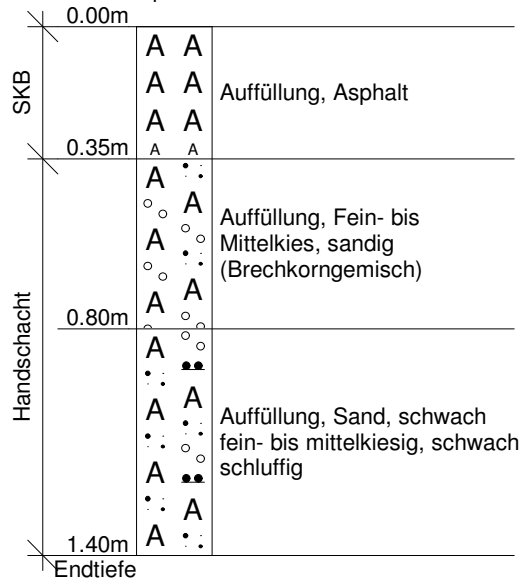 0.00m
SKB
A A
A A
A A
A A
Auffüllung, Asphalt
0.35m
Handschacht
A
A
A
A
A
Auffüllung, Fein- bis
Mittelkies, sandig
(Brechkorngemisch)
0.80m
A
A
A
A
A
A
Auffüllung, Sand, schwach
fein- bis mittelkiesig, schwach
schluffig
1.40m
Endtiefe